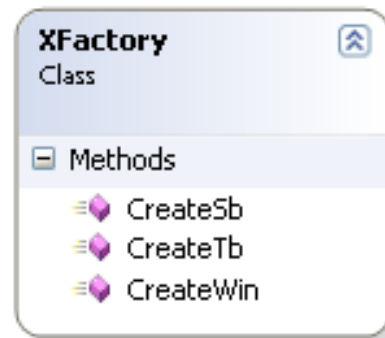 XFactory
Class
Methods
CreateSb
CreateTb
CreateWin